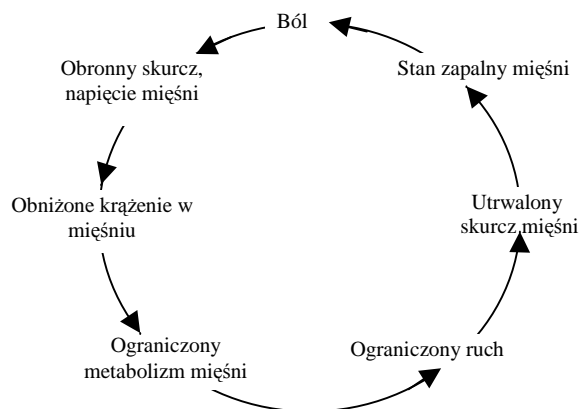 Ból
Obronny skurcz,
napięcie mięśni
Obniżone krążenie w
mięśniu
Ograniczony
metabolizm mięśni
Ograniczony ruch
Utrwalony
skurcz mięśni
Stan zapalny mięśni